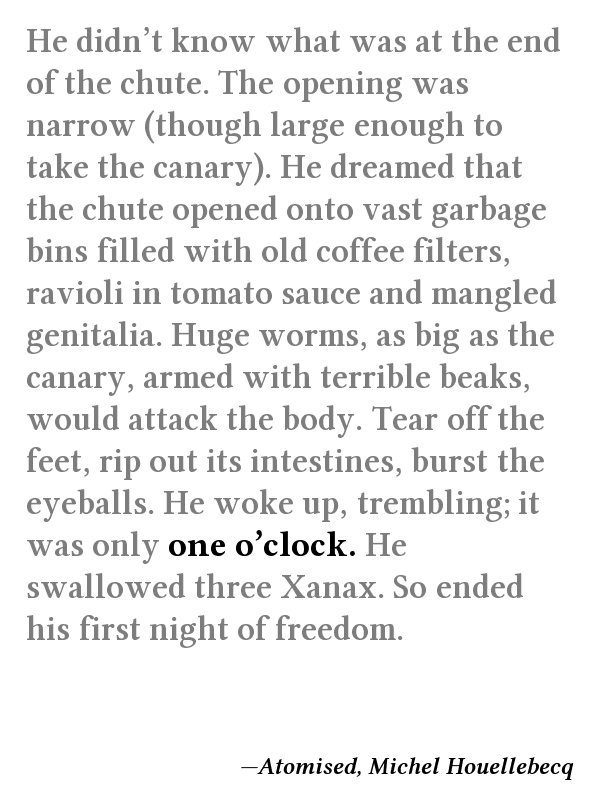 He didn’t know what was at the end
of the chute. The opening was
narrow (though large enough to
take the canary). He dreamed that
the chute opened onto vast garbage
bins filled with old coffee filters,
ravioli in tomato sauce and mangled
genitalia. Huge worms, as big as the
canary, armed with terrible beaks,
would attack the body. Tear off the
feet, rip out its intestines, burst the
eyeballs. He woke up, trembling; it
was only one o’clock. He
swallowed three Xanax. So ended
his first night of freedom.
—Atomised, Michel Houellebecq